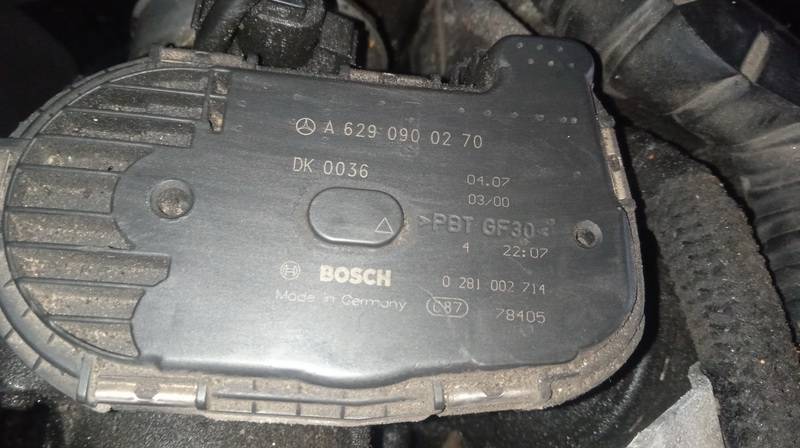 A 629 090 02 70
DK 0036
04.07
03/00
>PBT GF30<
4 22:07
BOSCH 0 281 002 714
Made in Germany C87 78405